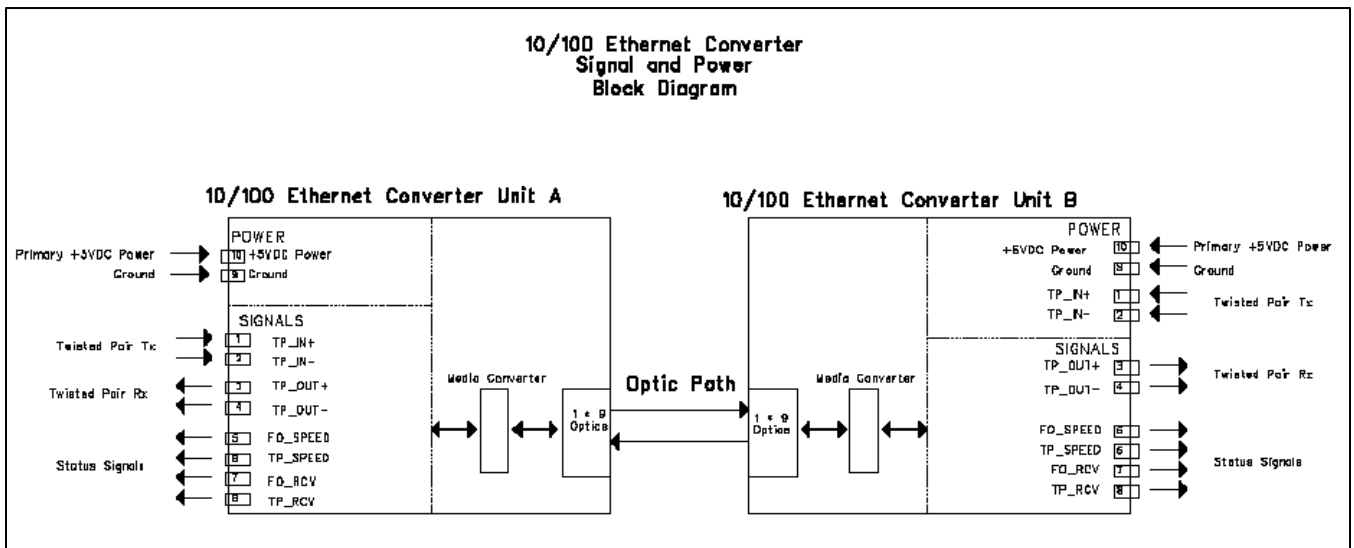 10/100 Ethernet Converter
Signal and Power
Block Diagram
10/100 Ethernet Converter Unit A
POWER
Primary +5VDC Power
10
+5VDC Power
Ground
9
Ground
SIGNALS
Twisted Pair Tx
1
TP_IN+
2
TP_IN-
Twisted Pair Rx
3
TP_OUT+
4
TP_OUT-
Status Signals
5
FO_SPEED
6
TP_SPEED
7
FO_RCV
8
TP_RCV
Media Converter
1 * 9
Optics
Optic Path
10/100 Ethernet Converter Unit B
1 * 9
Optics
Media Converter
POWER
+5VDC Power
10
Primary +5VDC Power
Ground
9
Ground
TP_IN+
1
TP_IN-
2
Twisted Pair Tx
SIGNALS
TP_OUT+
3
TP_OUT-
4
Twisted Pair Rx
FO_SPEED
5
TP_SPEED
6
FO_RCV
7
TP_RCV
8
Status Signals